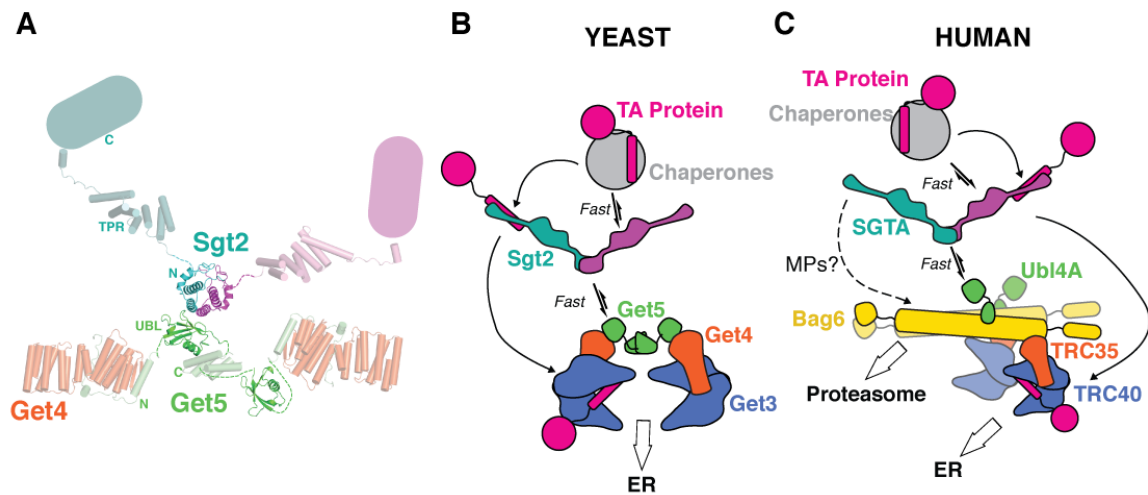 A
C
TPR
Sgt2
N
UBL
C
Get4
N
Get5
B
YEAST
TA Protein
Chaperones
Fast
Sgt2
Fast
Get5
Get4
Get3
ER
C
HUMAN
TA Protein
Chaperones
Fast
SGTA
MPs?
Fast
Ubl4A
Bag6
TRC35
Proteasome
TRC40
ER